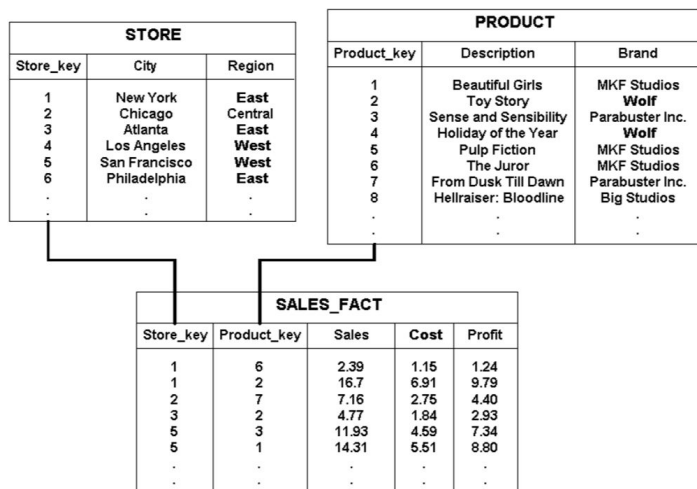 STORE
Store_key City Region
1 New York East
2 Chicago Central
3 Atlanta East
4 Los Angeles West
5 San Francisco West
6 Philadelphia East
. . .
. . .
PRODUCT
Product_key Description Brand
1 Beautiful Girls MKF Studios
2 Toy Story Wolf
3 Sense and Sensibility Parabuster Inc.
4 Holiday of the Year Wolf
5 Pulp Fiction MKF Studios
6 The Juror MKF Studios
7 From Dusk Till Dawn Parabuster Inc.
8 Hellraiser: Bloodline Big Studios
. . .
. . .
SALES_FACT
Store_key Product_key Sales Cost Profit
1 6 2.39 1.15 1.24
1 2 16.7 6.91 9.79
2 7 7.16 2.75 4.40
3 2 4.77 1.84 2.93
5 3 11.93 4.59 7.34
5 1 14.31 5.51 8.80
. . . . .
. . . . .